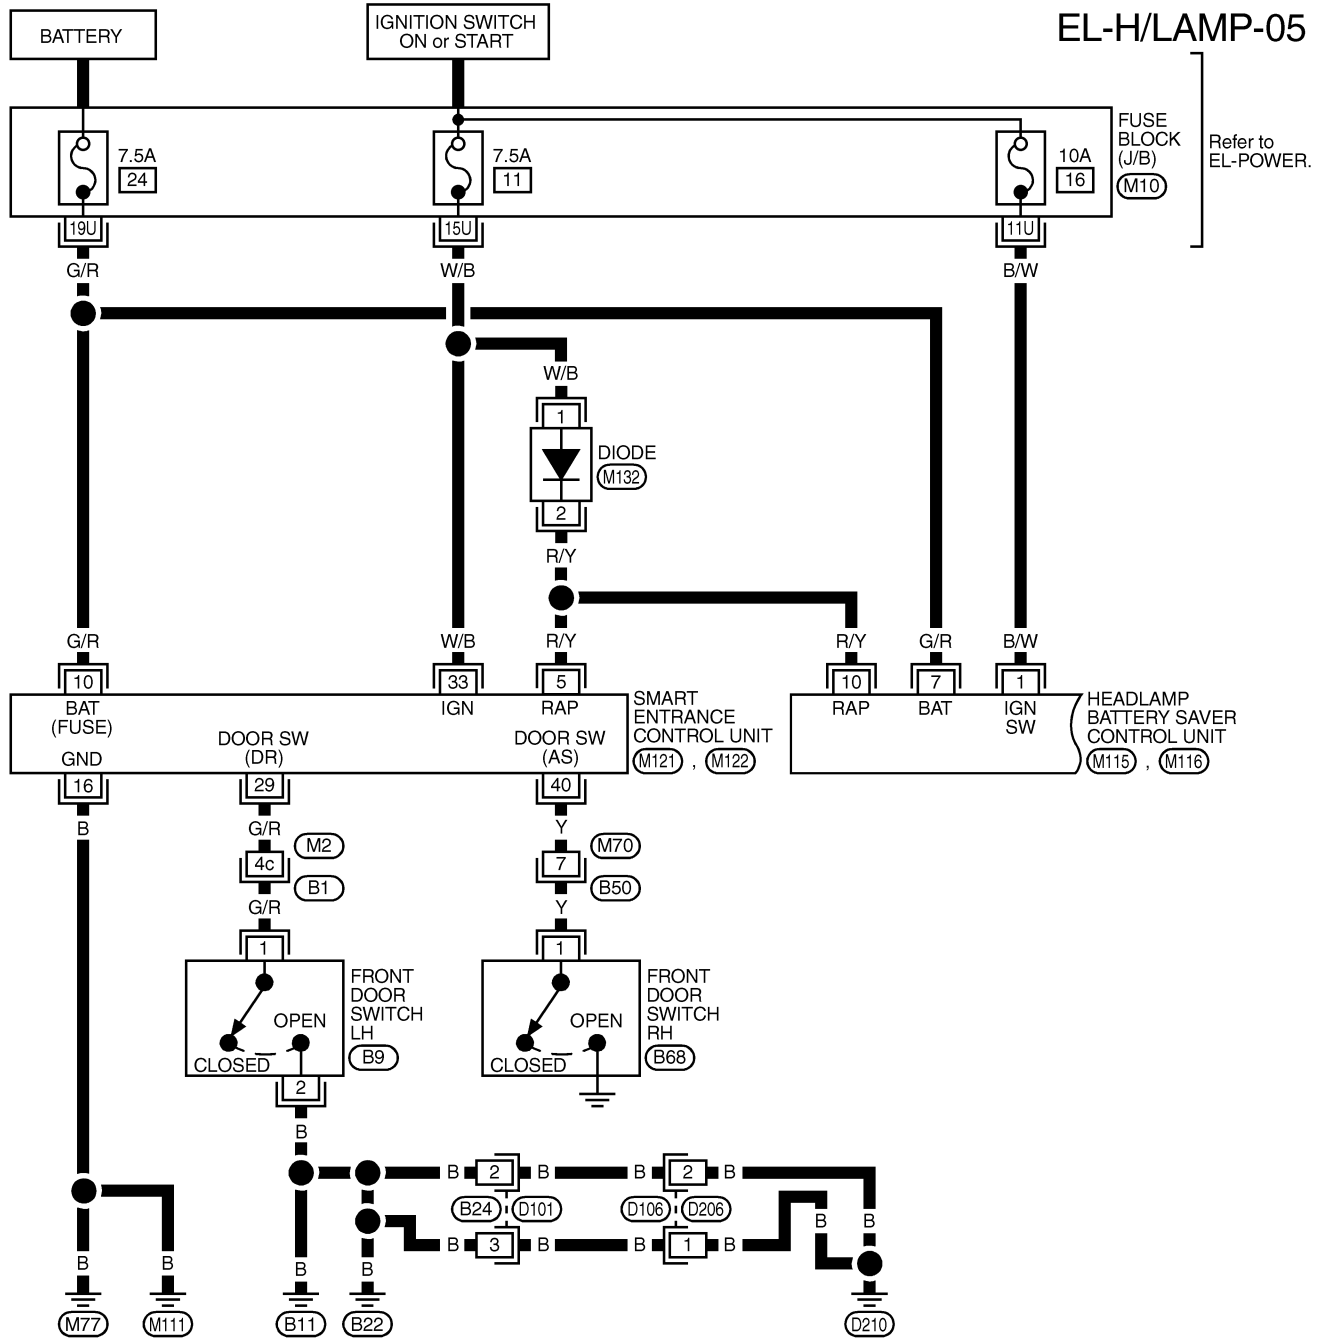 EL-H/LAMP-05
BATTERY
IGNITION SWITCH
ON or START
FUSE
BLOCK
(J/B)
M10
Refer to
EL-POWER.
7.5A
24
7.5A
11
10A
16
19U
15U
11U
G/R
W/B
B/W
W/B
1
DIODE
M132
2
R/Y
G/R
W/B
R/Y
R/Y
G/R
B/W
10
33
5
10
7
1
BAT
(FUSE)
IGN
RAP
RAP
BAT
IGN
SW
SMART
ENTRANCE
CONTROL UNIT
M121 , M122
HEADLAMP
BATTERY SAVER
CONTROL UNIT
M115 , M116
GND
DOOR SW
(DR)
DOOR SW
(AS)
16
29
40
B
G/R
Y
M2
4c
B1
M70
7
B50
G/R
Y
1
1
FRONT
DOOR
SWITCH
LH
B9
OPEN
CLOSED
FRONT
DOOR
SWITCH
RH
B68
OPEN
CLOSED
2
B
B 2 B B 2 B
B24 D101 D106 D206
B 3 B B 1 B
B B
B B B B
M77 M111 B11 B22 D210